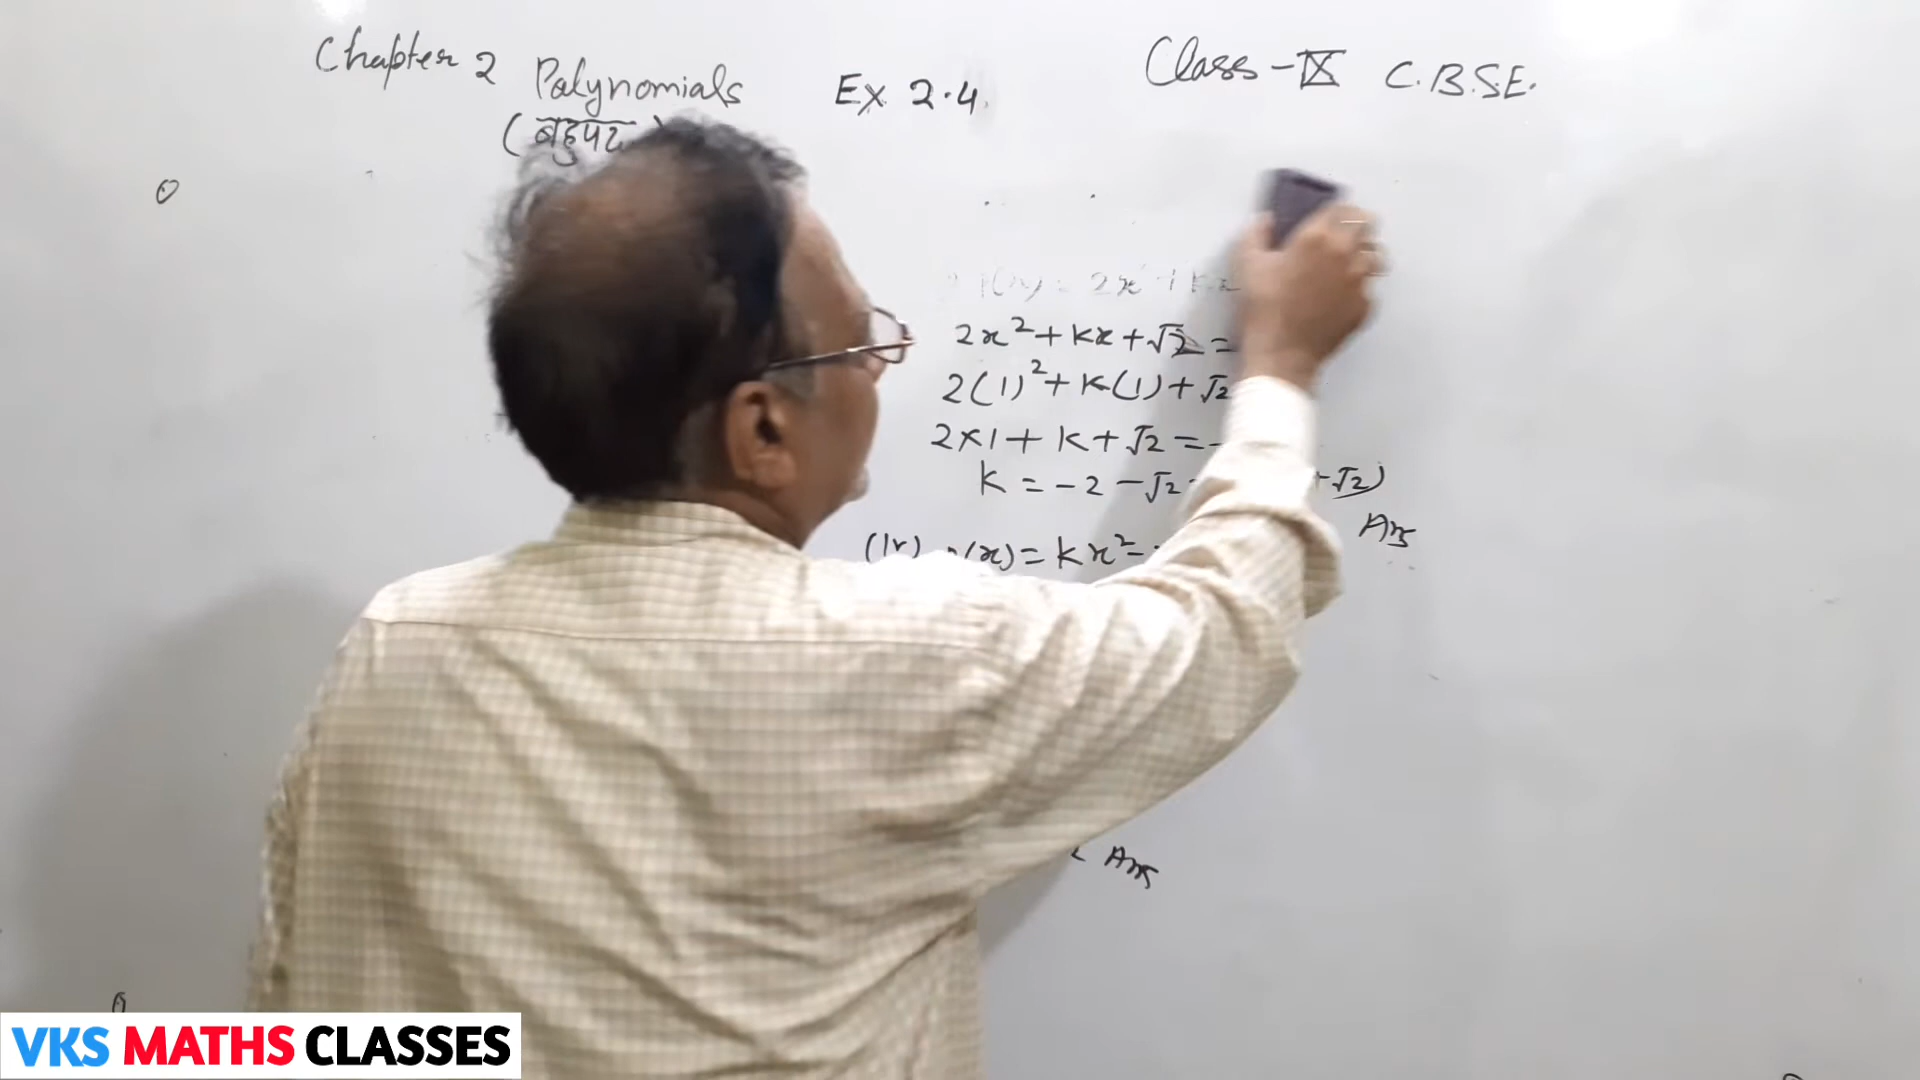 Chapter 2 Polynomials Ex 2.4
Class-IX C.B.S.E.
(बहुपद)
2x²+kx+√2=
2(1)²+k(1)+√2
2×1+k+√2=
k=-2-√2 +√2)
Ans
(iv) p(x)=kx²-
Ans
VKS MATHS CLASSES